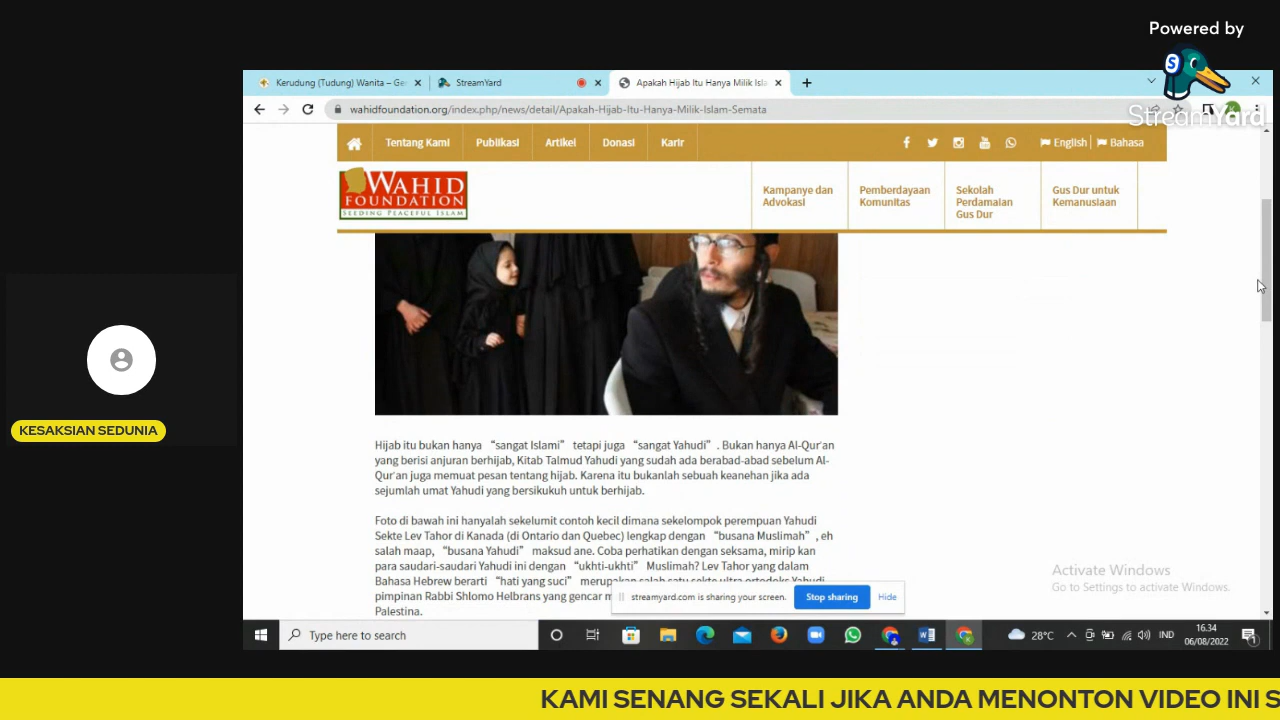 Powered by
StreamYard
Kerudung (Tudung) Wanita – Ge
StreamYard
Apakah Hijab Itu Hanya Milik Isl
wahidfoundation.org/index.php/news/detail/Apakah-Hijab-Itu-Hanya-Milik-Islam-Semata
Tentang Kami
Publikasi
Artikel
Donasi
Karir
English
Bahasa
WAHID
FOUNDATION
SEEDING PEACEFUL ISLAM
Kampanye dan
Advokasi
Pemberdayaan
Komunitas
Sekolah
Perdamaian
Gus Dur
Gus Dur untuk
Kemanusiaan
Hijab itu bukan hanya “sangat Islami” tetapi juga “sangat Yahudi”. Bukan hanya Al-Qur'an
yang berisi anjuran berhijab, Kitab Talmud Yahudi yang sudah ada berabad-abad sebelum Al-
Qur'an juga memuat pesan tentang hijab. Karena itu bukanlah sebuah keanehan jika ada
sejumlah umat Yahudi yang bersikukuh untuk berhijab.
Foto di bawah ini hanyalah sekelumit contoh kecil dimana sekelompok perempuan Yahudi
Sekte Lev Tahor di Kanada (di Ontario dan Quebec) lengkap dengan “busana Muslimah”, eh
salah maap, “busana Yahudi” maksud ane. Coba perhatikan dengan seksama, mirip kan
para saudari-saudari Yahudi ini dengan “ukhti-ukhti” Muslimah? Lev Tahor yang dalam
Bahasa Hebrew berarti “hati yang suci” merupakan salah satu sekte ultra ortodoks Yahudi
pimpinan Rabbi Shlomo Helbrans yang gencar m
Palestina.
streamyard.com is sharing your screen.
Stop sharing
Hide
Activate Windows
Go to Settings to activate Windows.
KESAKSIAN SEDUNIA
Type here to search
28°C
IND
16.34
06/08/2022
KAMI SENANG SEKALI JIKA ANDA MENONTON VIDEO INI S